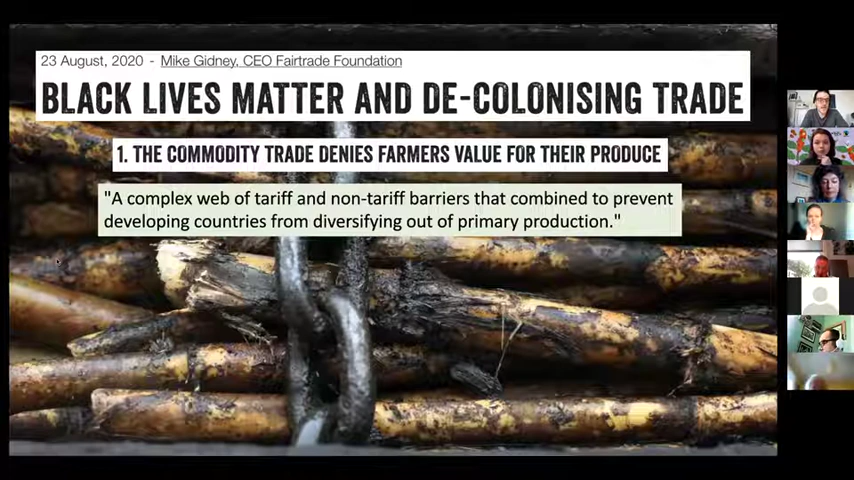 23 August, 2020 - Mike Gidney, CEO Fairtrade Foundation
BLACK LIVES MATTER AND DE-COLONISING TRADE
1. THE COMMODITY TRADE DENIES FARMERS VALUE FOR THEIR PRODUCE
"A complex web of tariff and non-tariff barriers that combined to prevent
developing countries from diversifying out of primary production."